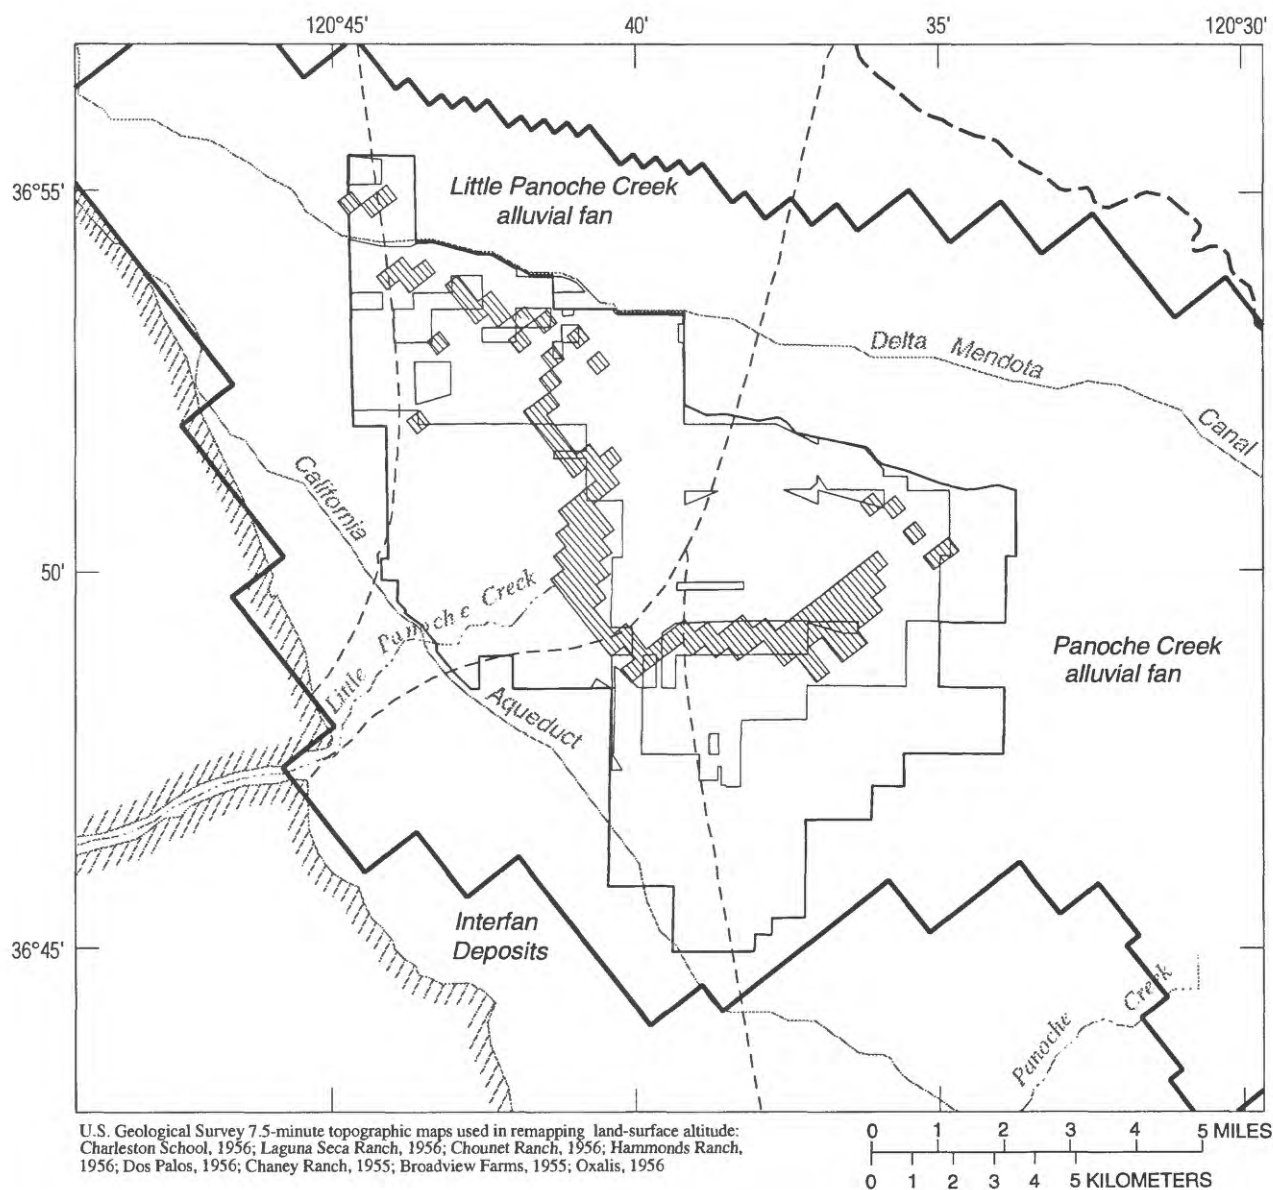 120°45'
40'
35'
120°30'
36°55'
Little Panoche Creek
alluvial fan
Delta Mendota
Canal
California
50'
Little Panoche Creek
Panoche Creek
alluvial fan
Aqueduct
Interfan
Deposits
36°45'
Panoche Creek
U.S. Geological Survey 7.5-minute topographic maps used in remapping land-surface altitude:
Charleston School, 1956; Laguna Seca Ranch, 1956; Chounet Ranch, 1956; Hammonds Ranch,
1956; Dos Palos, 1956; Chaney Ranch, 1955; Broadview Farms, 1955; Oxalis, 1956
0 1 2 3 4 5 MILES
0 1 2 3 4 5 KILOMETERS